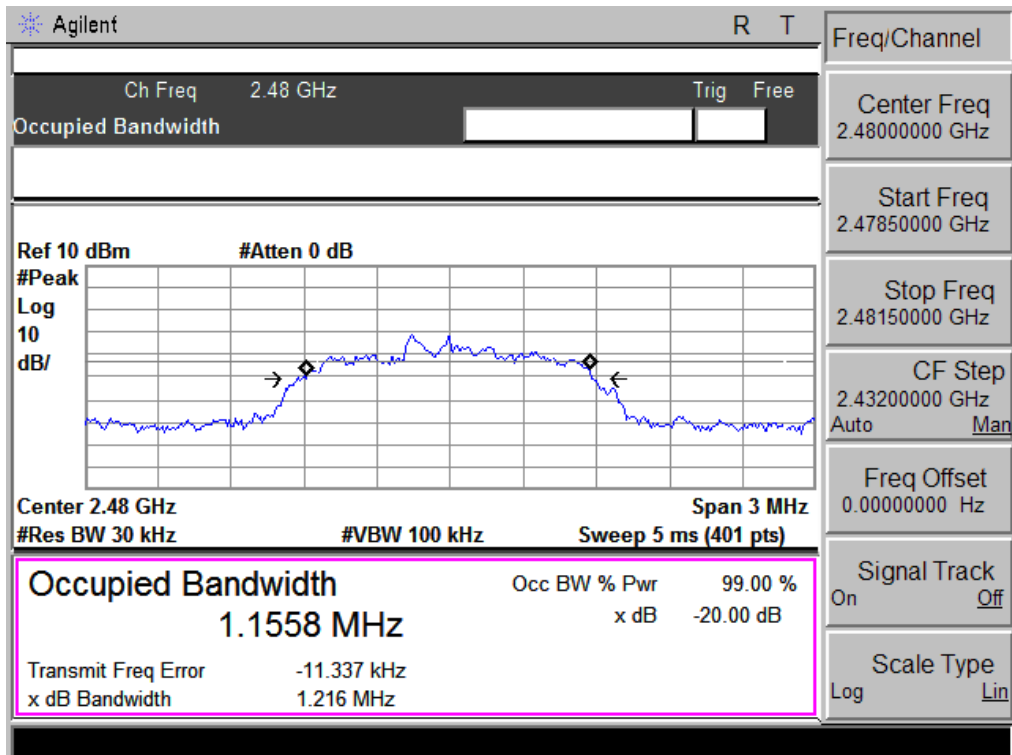 Agilent R T
Ch Freq 2.48 GHz Trig Free
Occupied Bandwidth
Ref 10 dBm #Atten 0 dB
#Peak
Log
10
dB/
Center 2.48 GHz Span 3 MHz
#Res BW 30 kHz #VBW 100 kHz Sweep 5 ms (401 pts)
Occupied Bandwidth
1.1558 MHz
Occ BW % Pwr 99.00 %
x dB -20.00 dB
Transmit Freq Error -11.337 kHz
x dB Bandwidth 1.216 MHz
Freq/Channel
Center Freq
2.48000000 GHz
Start Freq
2.47850000 GHz
Stop Freq
2.48150000 GHz
CF Step
2.43200000 GHz
Auto Man
Freq Offset
0.00000000 Hz
Signal Track
On Off
Scale Type
Log Lin